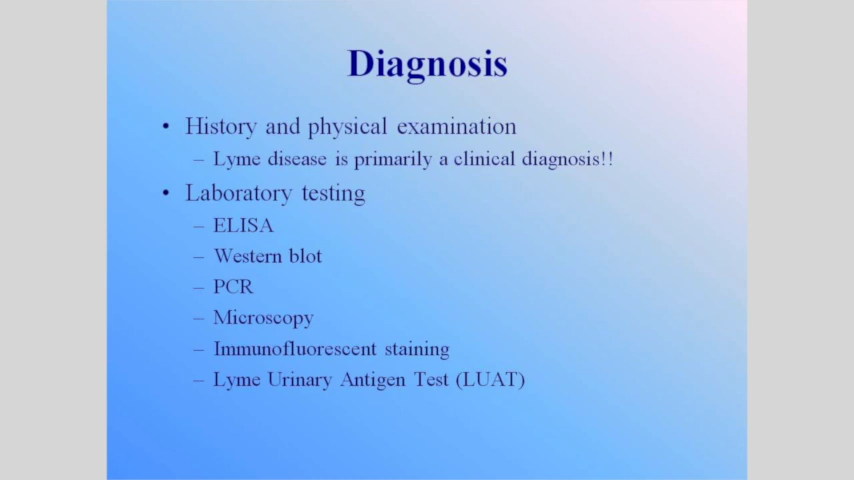 Diagnosis
• History and physical examination
– Lyme disease is primarily a clinical diagnosis!!
• Laboratory testing
– ELISA
– Western blot
– PCR
– Microscopy
– Immunofluorescent staining
– Lyme Urinary Antigen Test (LUAT)